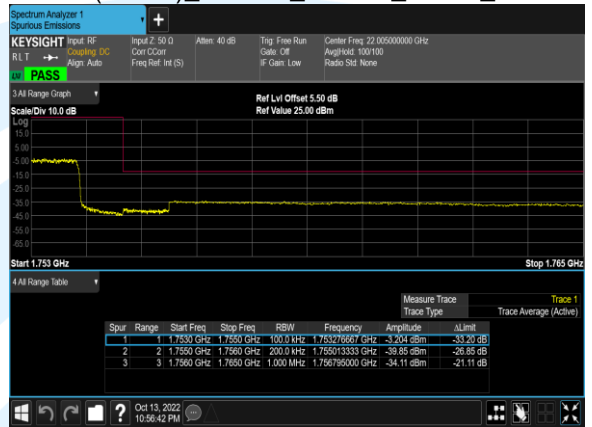 Spectrum Analyzer 1
Spurious Emissions
+
KEYSIGHT Input: RF Input Z: 50 Ω Atten: 40 dB Trig: Free Run Center Freq: 22.005000000 GHz
RLT Coupling: DC Corr CCorr Gate: Off Avg|Hold: 100/100
Align: Auto Freq Ref: Int (S) IF Gain: Low Radio Std: None
PASS
3 All Range Graph
Ref Lvl Offset 5.50 dB
Scale/Div 10.0 dB Ref Value 25.00 dBm
Log
15.0
5.00
-5.00
-15.0
-25.0
-35.0
-45.0
-55.0
-65.0
Start 1.753 GHz Stop 1.765 GHz
4 All Range Table
Measure Trace Trace 1
Trace Type Trace Average (Active)
Spur Range Start Freq Stop Freq RBW Frequency Amplitude ΔLimit
1 1 1.7530 GHz 1.7550 GHz 100.0 kHz 1.753276667 GHz -3.204 dBm -33.20 dB
2 2 1.7550 GHz 1.7560 GHz 200.0 kHz 1.755013333 GHz -39.85 dBm -26.85 dB
3 3 1.7560 GHz 1.7650 GHz 1.000 MHz 1.756795000 GHz -34.11 dBm -21.11 dB
? Oct 13, 2022
10:56:42 PM